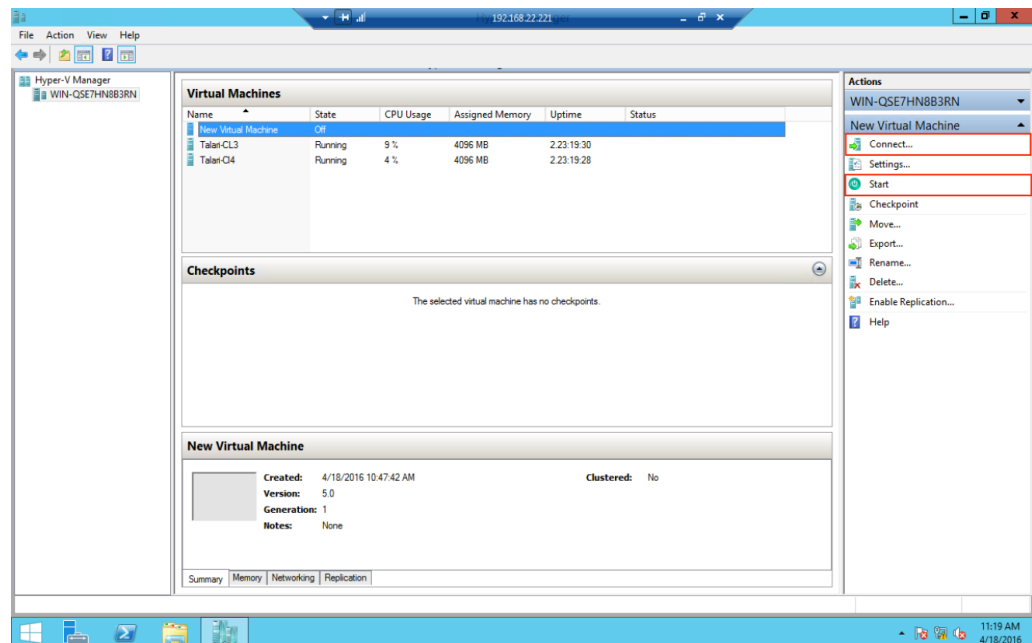 192.168.22.221
File Action View Help
Hyper-V Manager
WIN-QSE7HN8B3RN
Virtual Machines
Name State CPU Usage Assigned Memory Uptime Status
New Virtual Machine Off
Talari-CL3 Running 9 % 4096 MB 2.23:19:30
Talari-Cl4 Running 4 % 4096 MB 2.23:19:28
Checkpoints
The selected virtual machine has no checkpoints.
New Virtual Machine
Created: 4/18/2016 10:47:42 AM Clustered: No
Version: 5.0
Generation: 1
Notes: None
Summary Memory Networking Replication
Actions
WIN-QSE7HN8B3RN
New Virtual Machine
Connect...
Settings...
Start
Checkpoint
Move...
Export...
Rename...
Delete...
Enable Replication...
Help
11:19 AM
4/18/2016